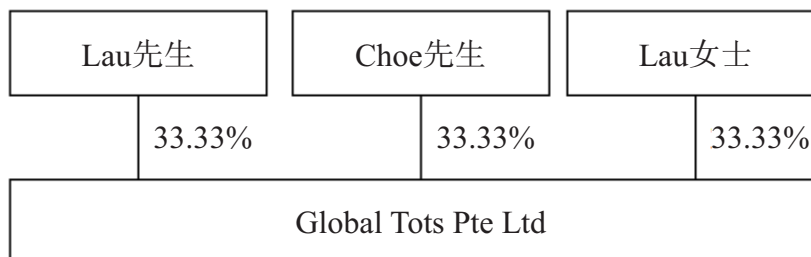 Lau先生 Choe先生 Lau女士
33.33% 33.33% 33.33%
Global Tots Pte Ltd